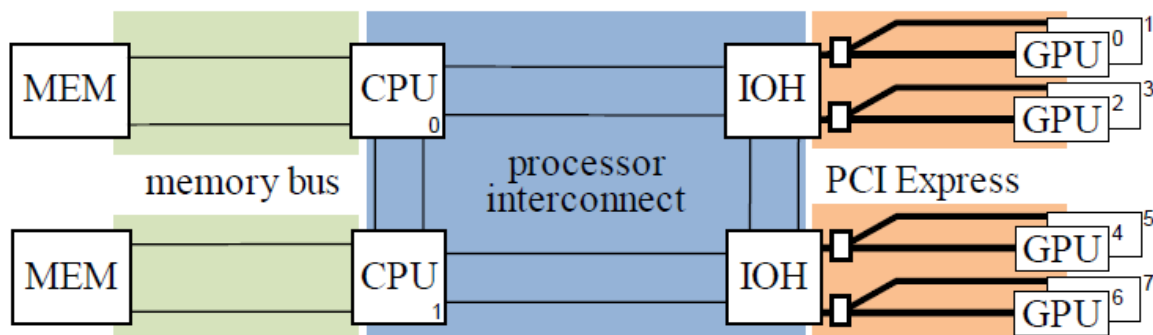 MEM
CPU
0
IOH
GPU
0
1
GPU
2
3
memory bus
processor
interconnect
PCI Express
MEM
CPU
1
IOH
GPU
4
5
GPU
6
7